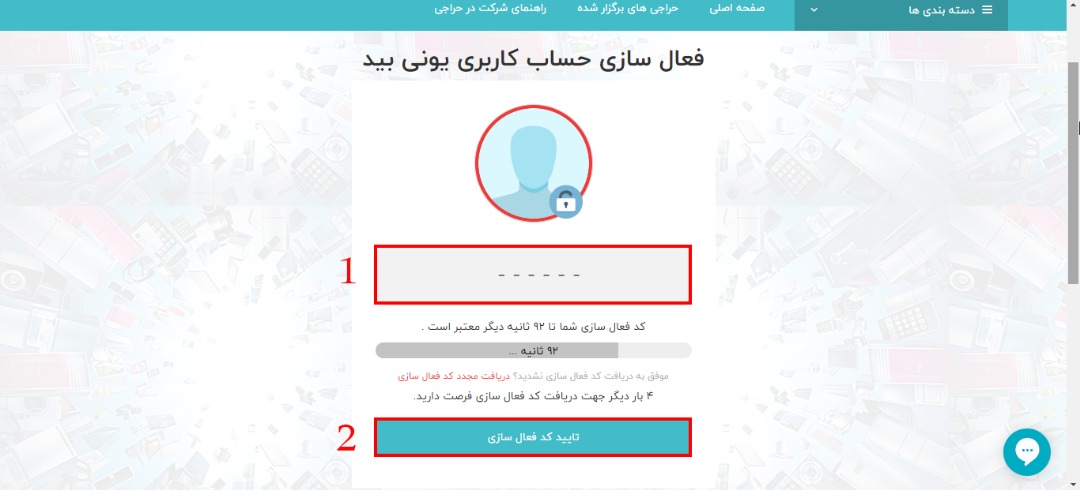 دسته بندی ها صفحه اصلی حراجی های برگزار شده راهنمای شرکت در حراجی
فعال سازی حساب کاربری یونی بید
1
- - - - - -
کد فعال سازی شما تا ۹۲ ثانیه دیگر معتبر است .
۹۲ ثانیه ...
موفق به دریافت کد فعال سازی نشدید؟ دریافت مجدد کد فعال سازی
۴ بار دیگر جهت دریافت کد فعال سازی فرصت دارید.
2
تایید کد فعال سازی